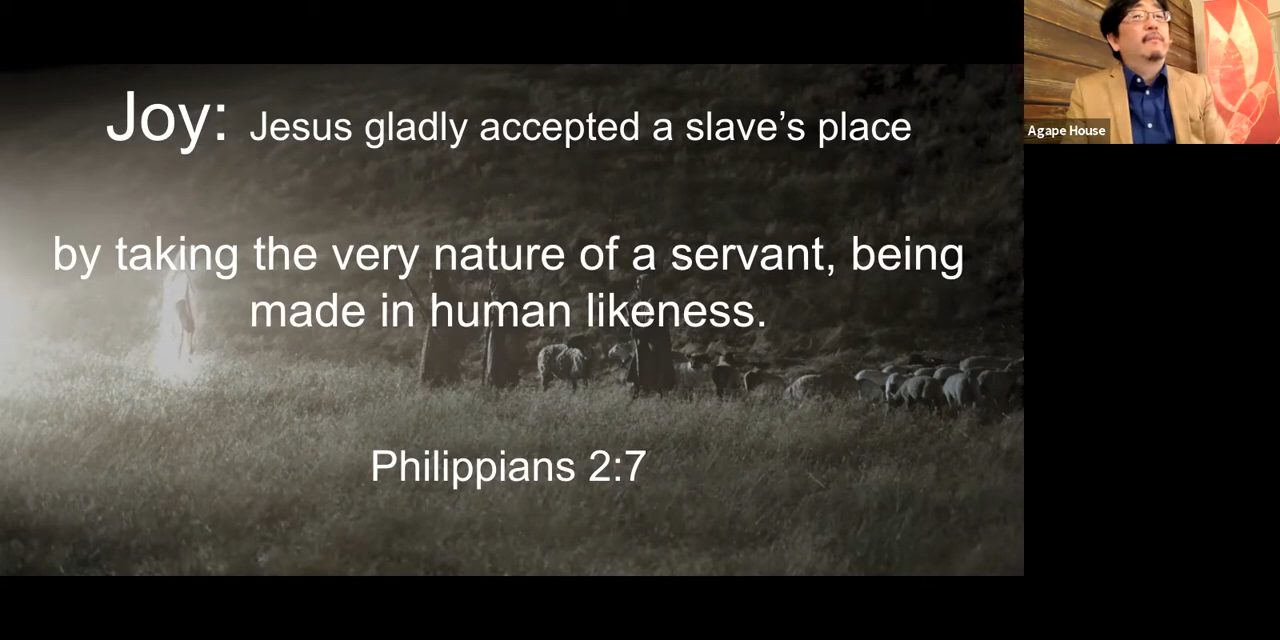 Joy: Jesus gladly accepted a slave’s place
by taking the very nature of a servant, being
made in human likeness.
Philippians 2:7
Agape House